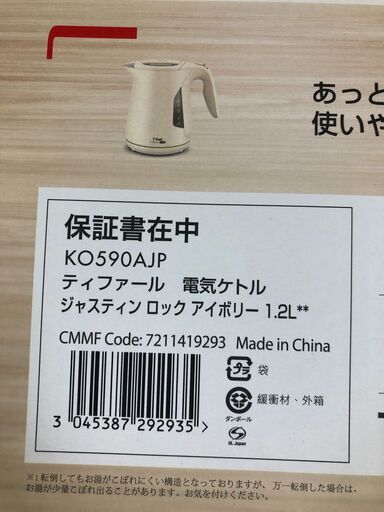 T-fal
あっと
使いや
保証書在中
KO590AJP
ティファール 電気ケトル
ジャスティン ロック アイボリー 1.2L**
CMMF Code: 7211419293 Made in China
プラ 袋
ダンボール 緩衝材、外箱
3 045387 292935 >
UL Japan
※1 転倒してもお湯がこぼれにくい構造となっておりますが、万一転倒した場合は、
お湯が少量こぼれ出ることがあります。お気を付けください。